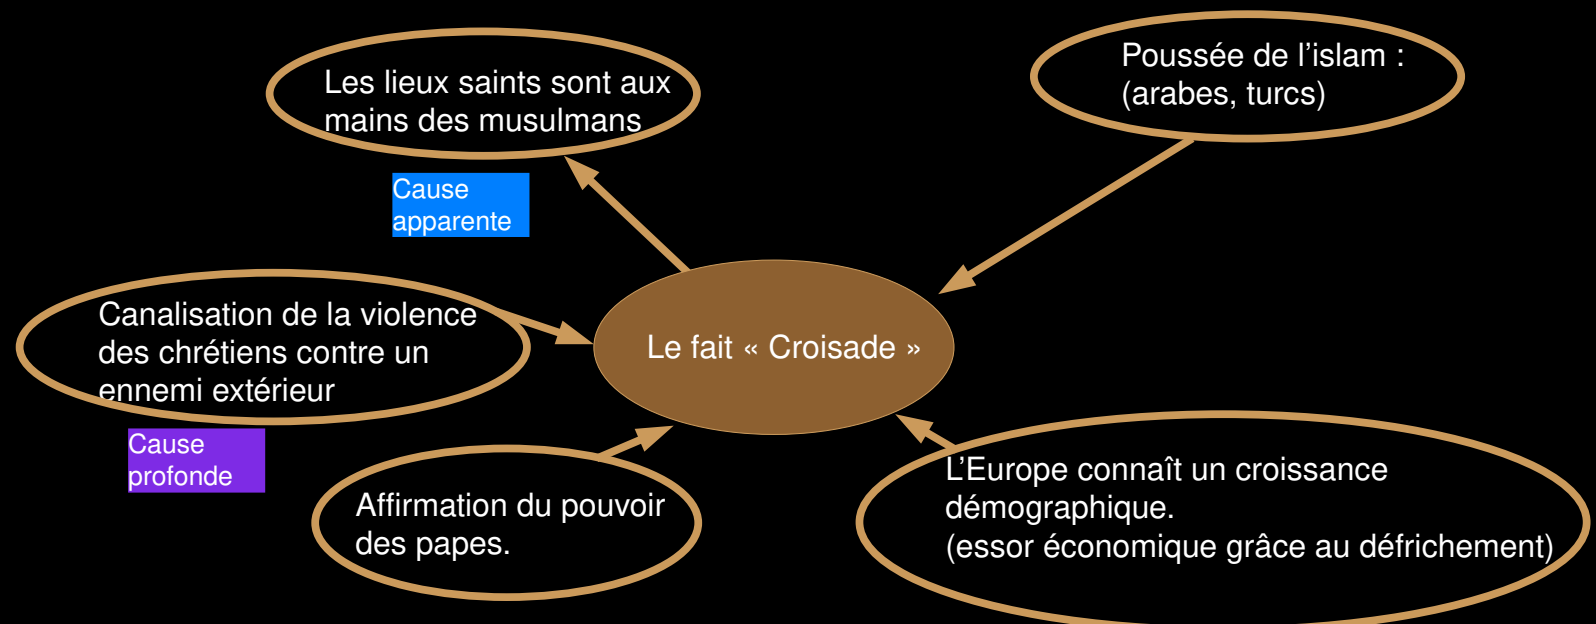 Les lieux saints sont aux
mains des musulmans
Poussée de l'islam :
(arabes, turcs)
Cause
apparente
Canalisation de la violence
des chrétiens contre un
ennemi extérieur
Le fait « Croisade »
Cause
profonde
Affirmation du pouvoir
des papes.
L'Europe connaît un croissance
démographique.
(essor économique grâce au défrichement)